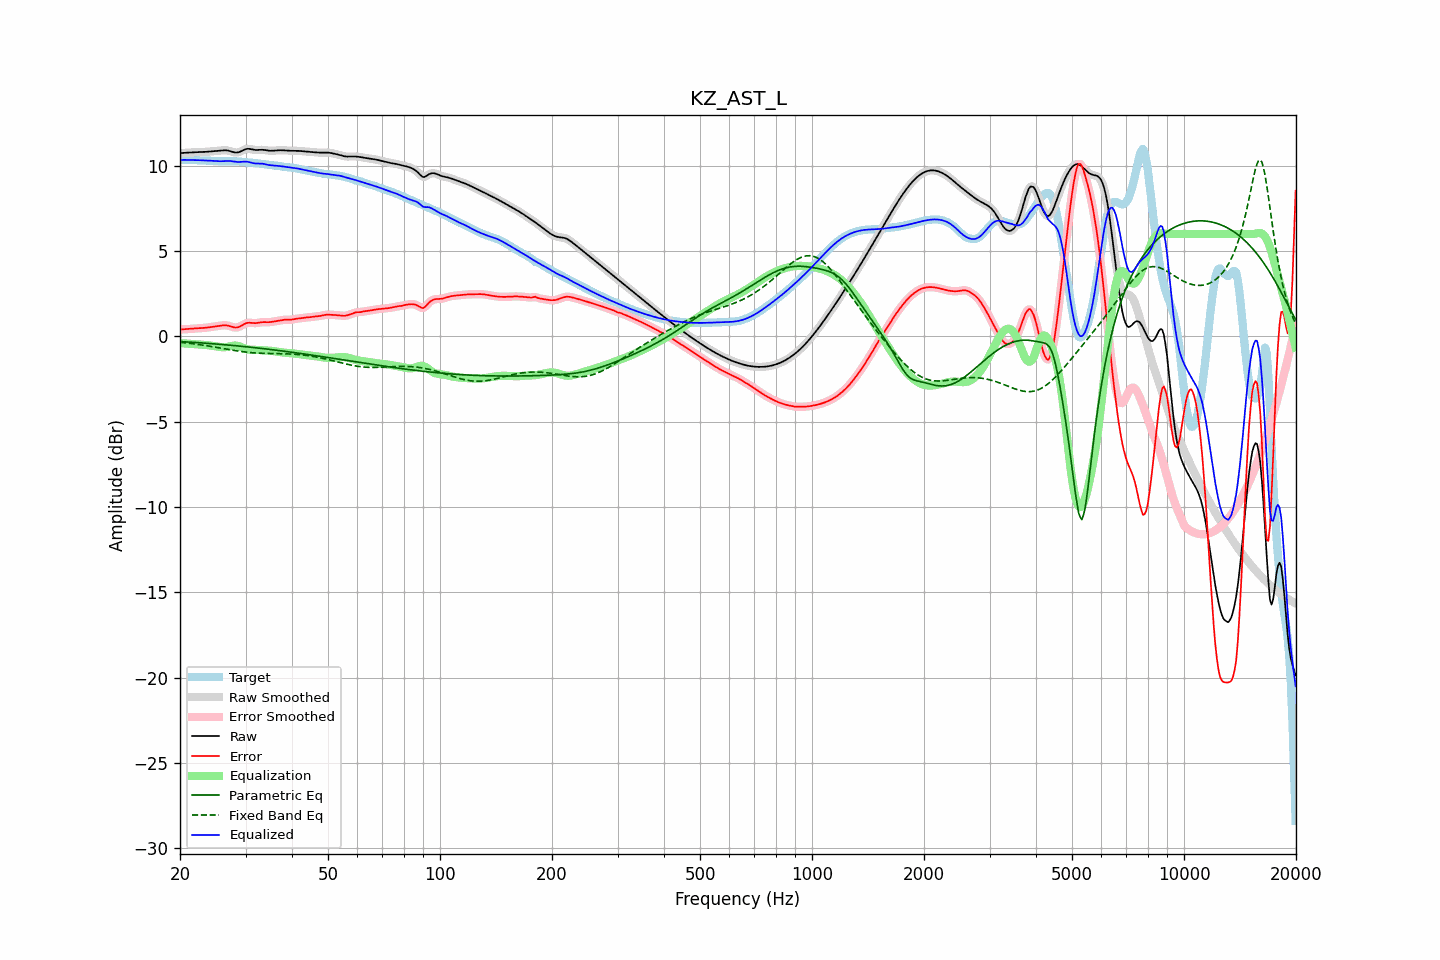 KZ_AST_L
Amplitude (dBr)
10
5
0
−5
−10
−15
−20
−25
−30
Target
Raw Smoothed
Error Smoothed
Raw
Error
Equalization
Parametric Eq
Fixed Band Eq
Equalized
20 50 100 200 500 1000 2000 5000 10000 20000
Frequency (Hz)